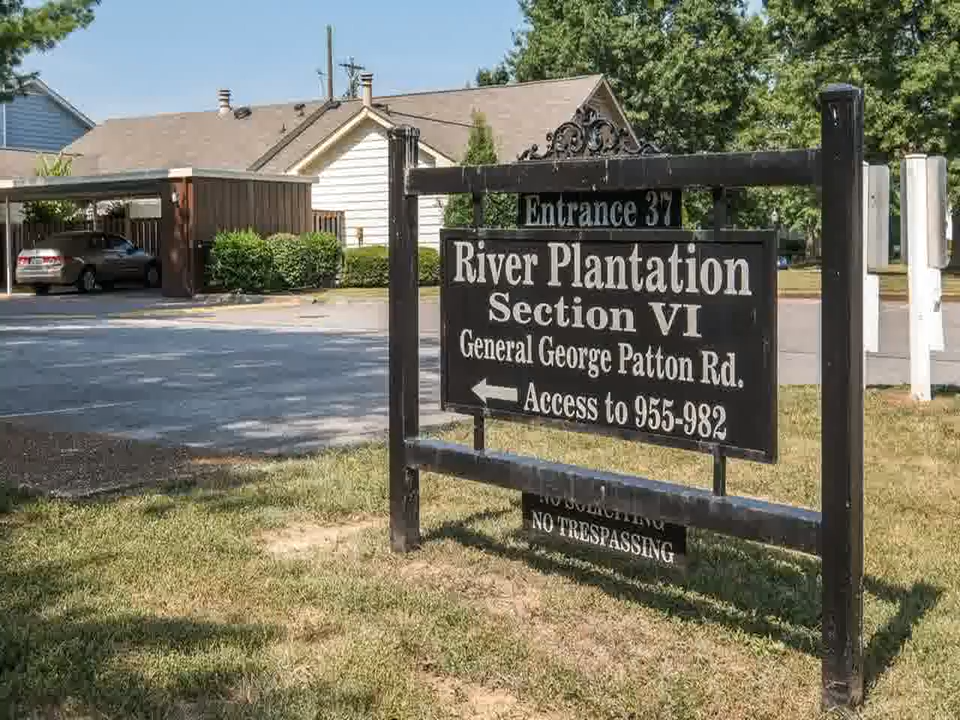 Entrance 37
River Plantation
Section VI
General George Patton Rd.
Access to 955-982
NO SOLICITING
NO TRESPASSING